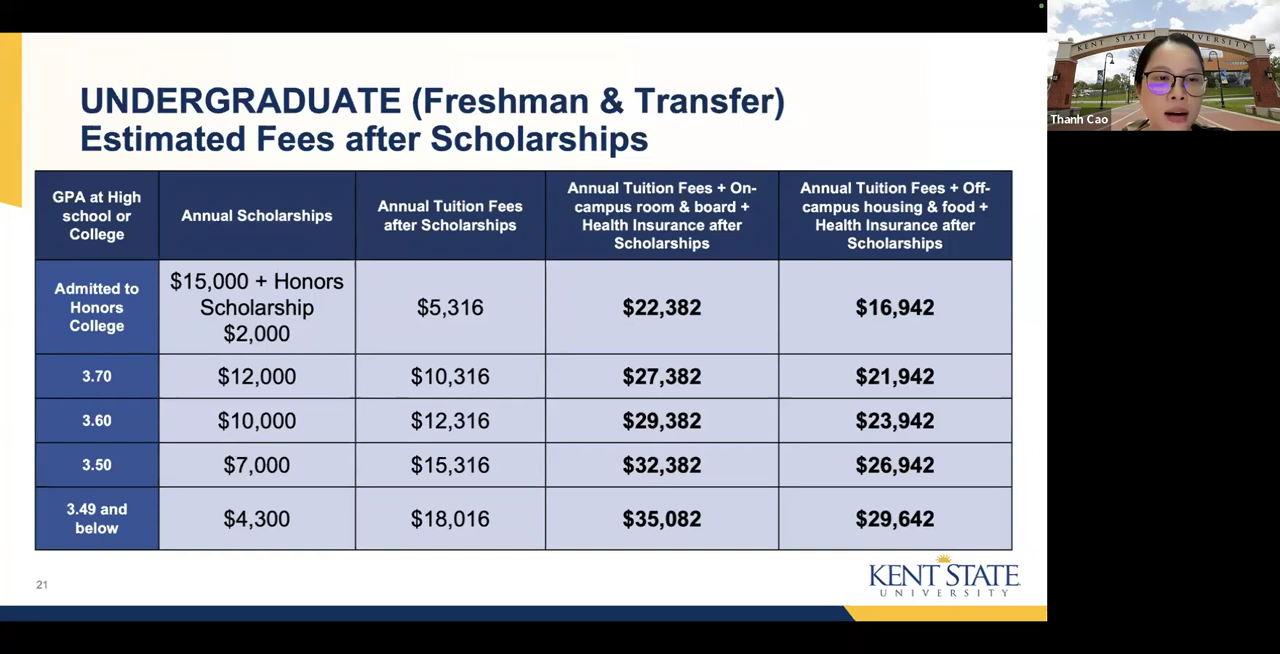 UNDERGRADUATE (Freshman & Transfer)
Estimated Fees after Scholarships
GPA at High
school or
College
Annual Scholarships
Annual Tuition Fees
after Scholarships
Annual Tuition Fees + On-
campus room & board +
Health Insurance after
Scholarships
Annual Tuition Fees + Off-
campus housing & food +
Health Insurance after
Scholarships
Admitted to
Honors
College
$15,000 + Honors
Scholarship
$2,000
$5,316
$22,382
$16,942
3.70
$12,000
$10,316
$27,382
$21,942
3.60
$10,000
$12,316
$29,382
$23,942
3.50
$7,000
$15,316
$32,382
$26,942
3.49 and
below
$4,300
$18,016
$35,082
$29,642
21
KENT STATE
UNIVERSITY
KENT STATE UNIVERSITY
Thanh Cao